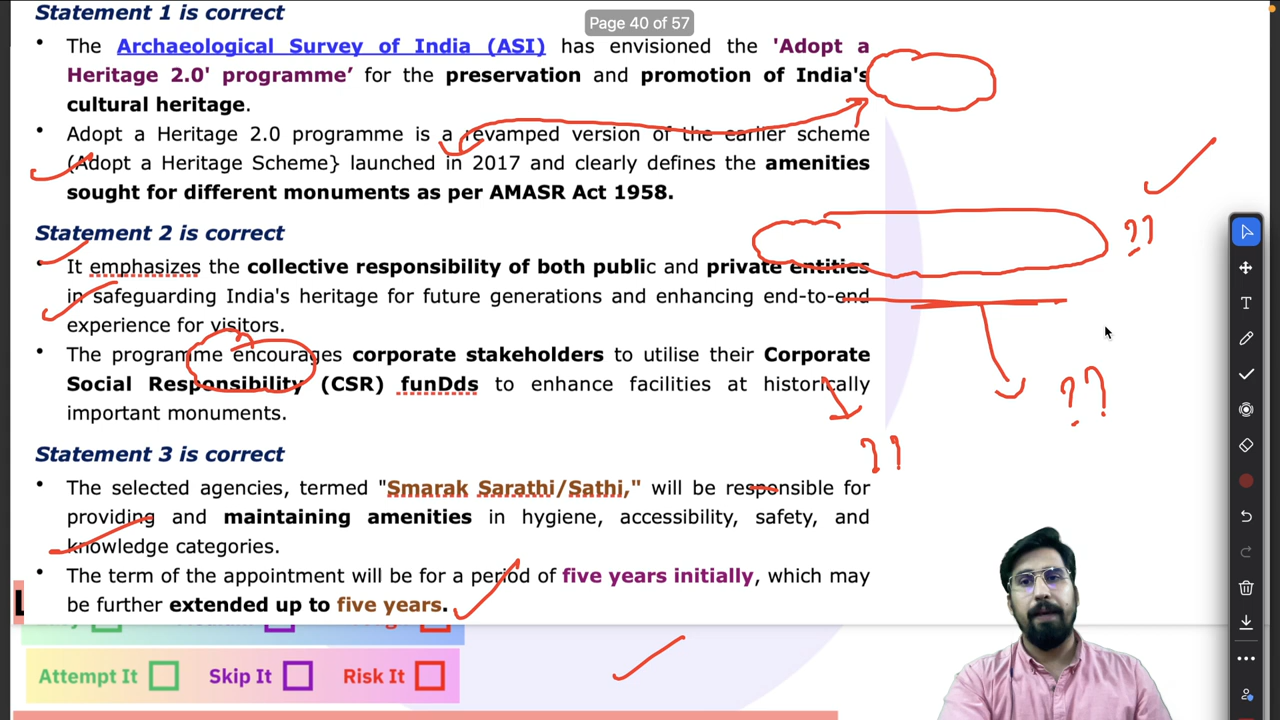 Statement 1 is correct
Page 40 of 57
• The Archaeological Survey of India (ASI) has envisioned the 'Adopt a
Heritage 2.0' programme’ for the preservation and promotion of India's
cultural heritage.
• Adopt a Heritage 2.0 programme is a revamped version of the earlier scheme
(Adopt a Heritage Scheme} launched in 2017 and clearly defines the amenities
sought for different monuments as per AMASR Act 1958.
Statement 2 is correct
??
• It emphasizes the collective responsibility of both public and private entities
in safeguarding India's heritage for future generations and enhancing end-to-end
experience for visitors.
• The programme encourages corporate stakeholders to utilise their Corporate
Social Responsibility (CSR) funDds to enhance facilities at historically
important monuments.
??
??
Statement 3 is correct
• The selected agencies, termed "Smarak Sarathi/Sathi," will be responsible for
providing and maintaining amenities in hygiene, accessibility, safety, and
knowledge categories.
• The term of the appointment will be for a period of five years initially, which may
be further extended up to five years.
Attempt It Skip It Risk It